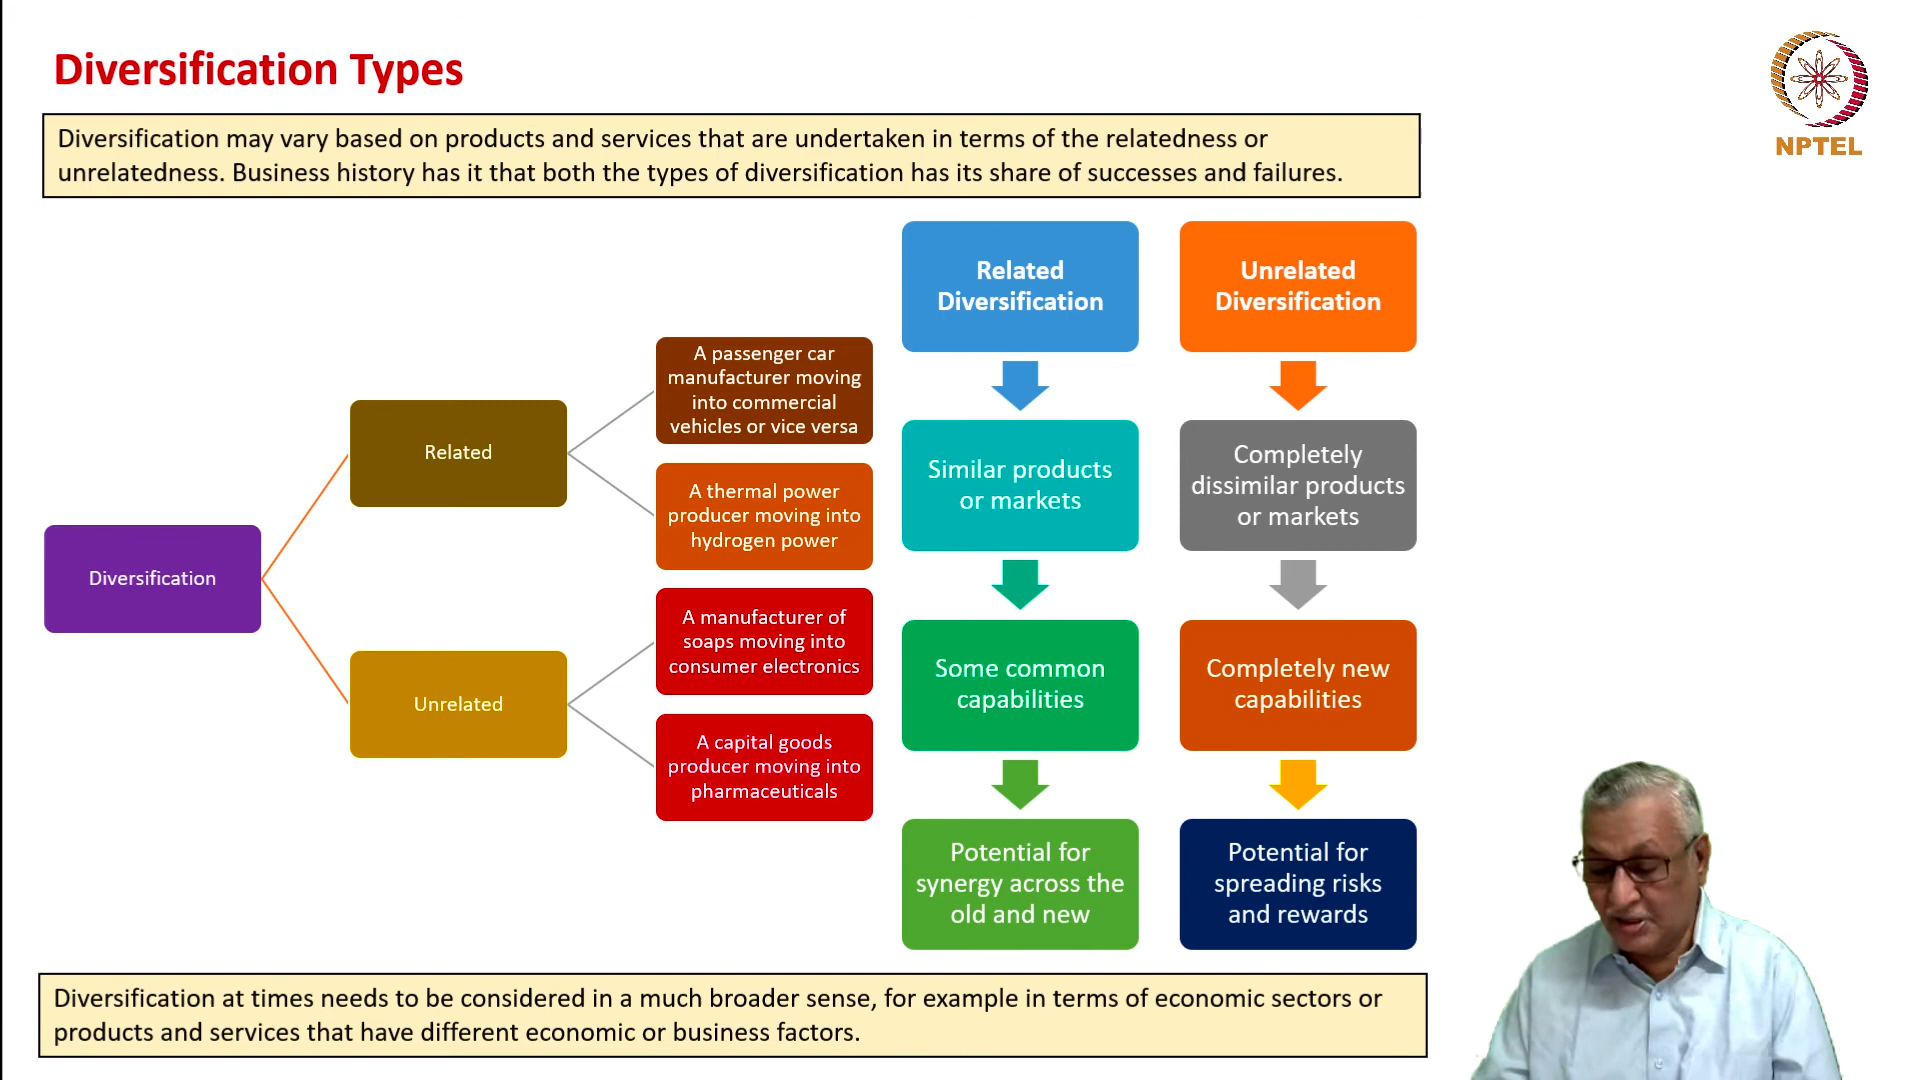 Diversification Types
NPTEL
Diversification may vary based on products and services that are undertaken in terms of the relatedness or
unrelatedness. Business history has it that both the types of diversification has its share of successes and failures.
Diversification
Related
Unrelated
A passenger car
manufacturer moving
into commercial
vehicles or vice versa
A thermal power
producer moving into
hydrogen power
A manufacturer of
soaps moving into
consumer electronics
A capital goods
producer moving into
pharmaceuticals
Related
Diversification
Similar products
or markets
Some common
capabilities
Potential for
synergy across the
old and new
Unrelated
Diversification
Completely
dissimilar products
or markets
Completely new
capabilities
Potential for
spreading risks
and rewards
Diversification at times needs to be considered in a much broader sense, for example in terms of economic sectors or
products and services that have different economic or business factors.